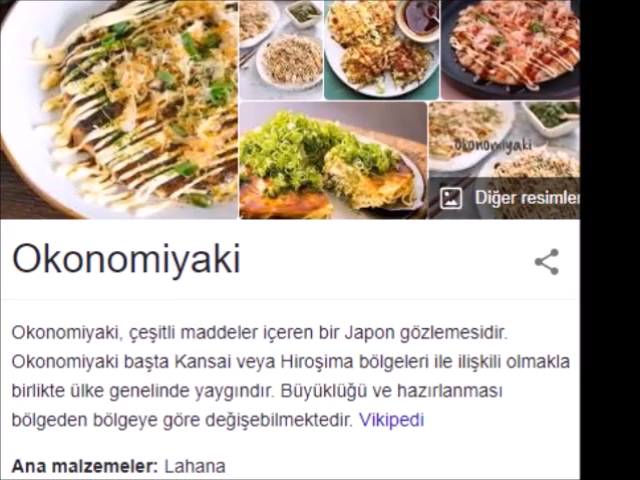 Okonomiyaki
Diğer resimler
Okonomiyaki
Okonomiyaki, çeşitli maddeler içeren bir Japon gözlemesidir.
Okonomiyaki başta Kansai veya Hiroşima bölgeleri ile ilişkili olmakla
birlikte ülke genelinde yaygındır. Büyüklüğü ve hazırlanması
bölgeden bölgeye göre değişebilmektedir. Vikipedi
Ana malzemeler: Lahana